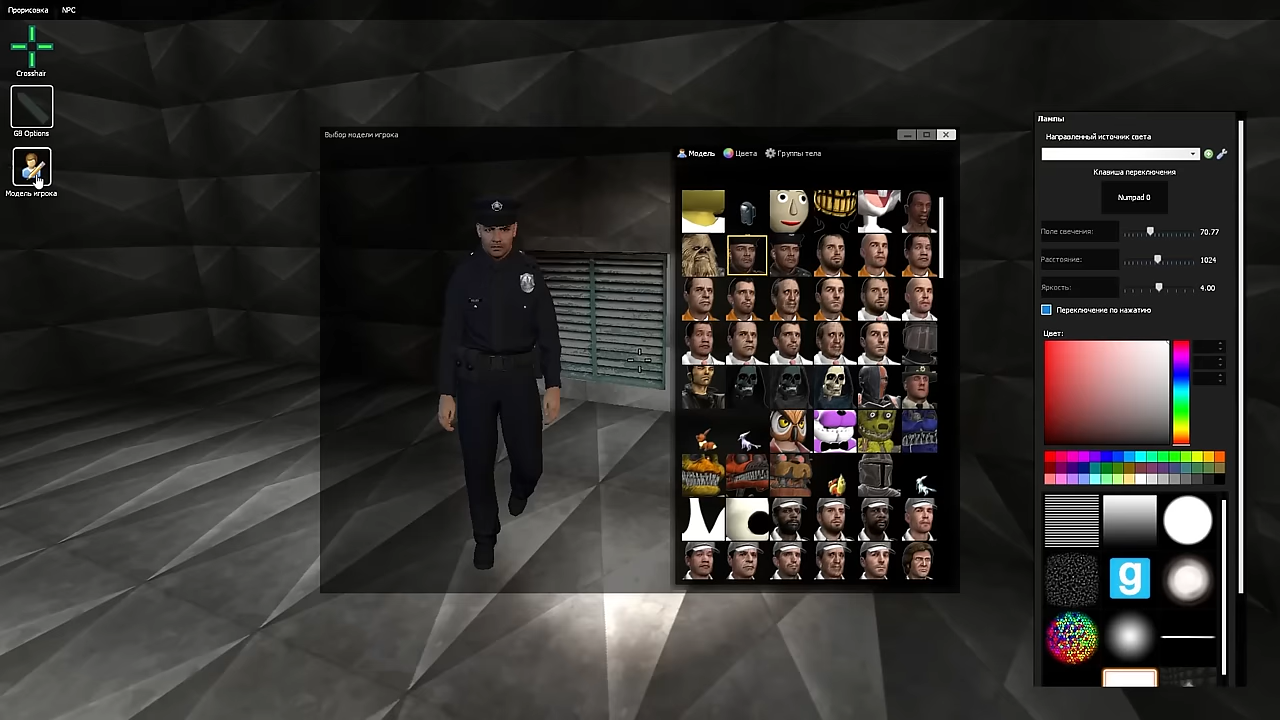 Прорисовка NPC
Crosshair
GB Options
Модель игрока
Выбор модели игрока
Модель Цвета Группы тела
Лампы
Направленный источник света
Клавиша переключения
Numpad 0
Поле свечения: 70.77
Расстояние: 1024
Яркость: 4.00
Переключение по нажатию
Цвет:
g